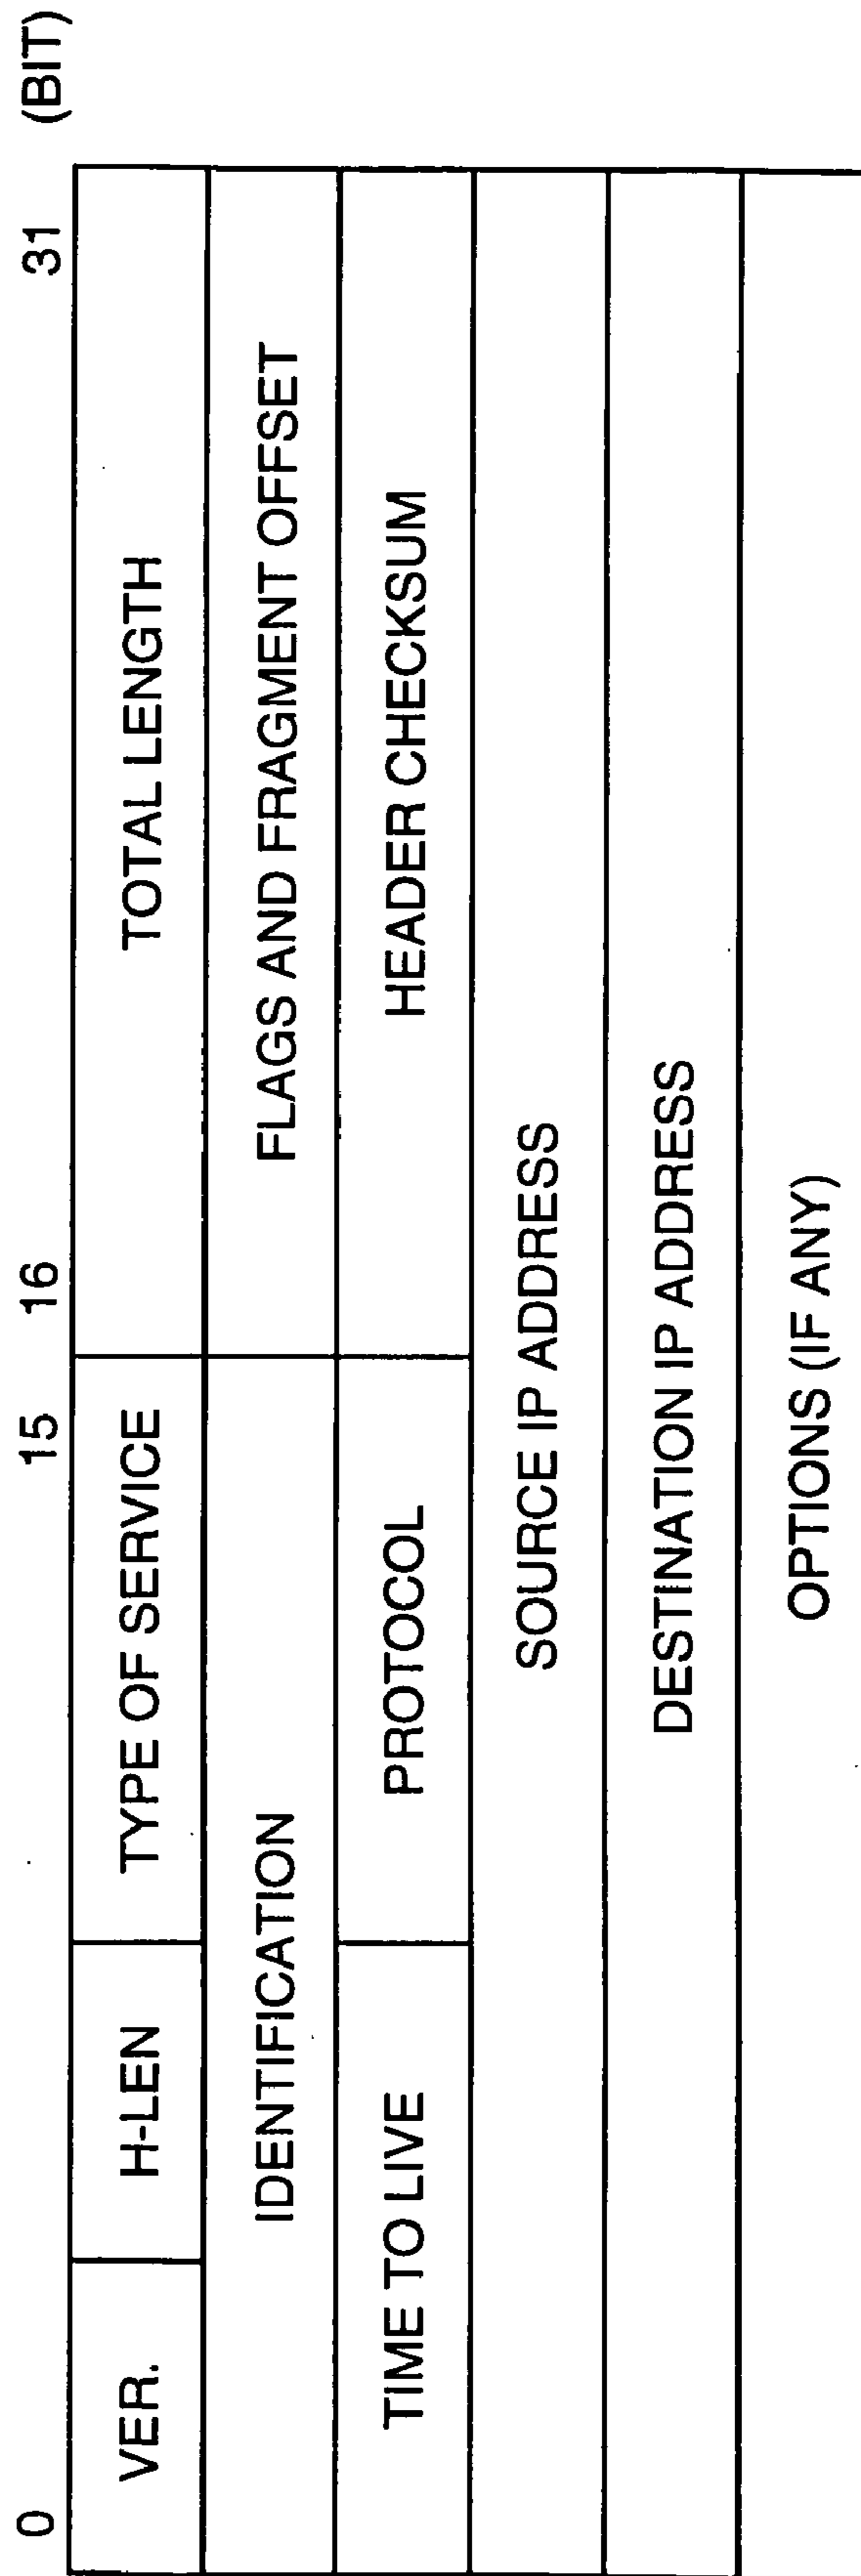 0 15 16 31 (BIT)
VER. H-LEN TYPE OF SERVICE TOTAL LENGTH
IDENTIFICATION FLAGS AND FRAGMENT OFFSET
TIME TO LIVE PROTOCOL HEADER CHECKSUM
SOURCE IP ADDRESS
DESTINATION IP ADDRESS
OPTIONS (IF ANY)